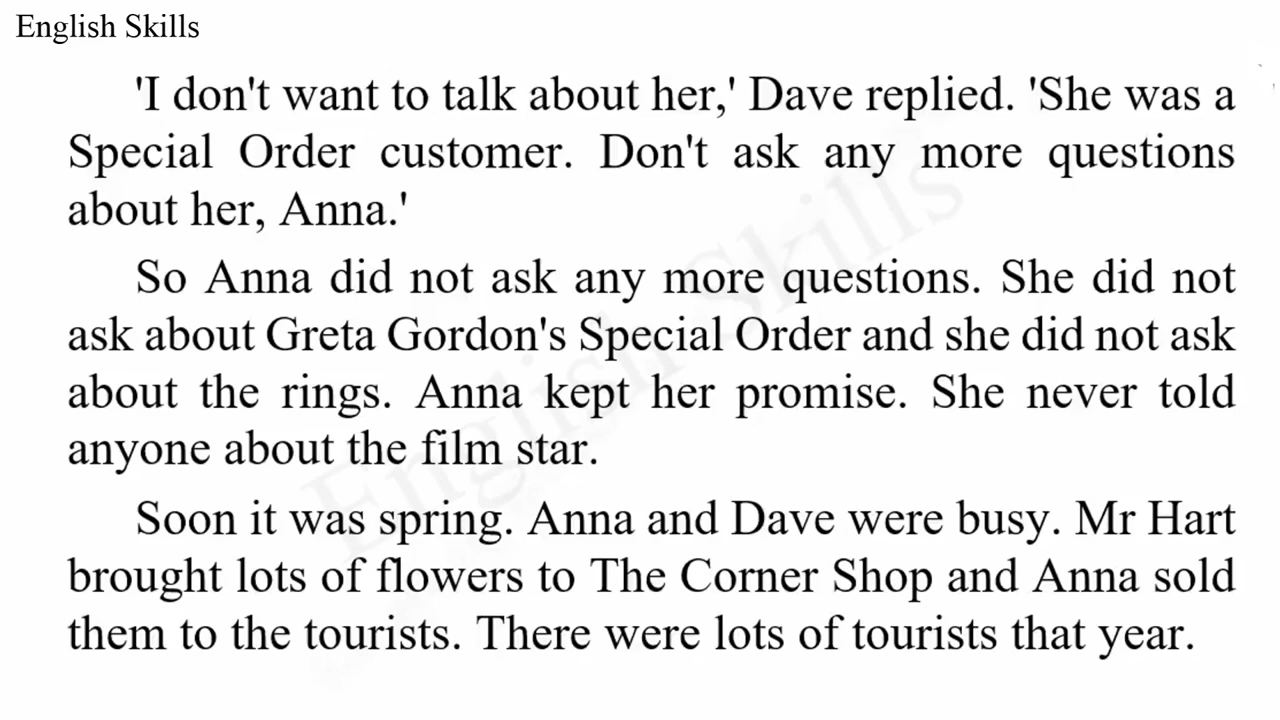 English Skills
'I don't want to talk about her,' Dave replied. 'She was a
Special Order customer. Don't ask any more questions
about her, Anna.'
So Anna did not ask any more questions. She did not
ask about Greta Gordon's Special Order and she did not ask
about the rings. Anna kept her promise. She never told
anyone about the film star.
Soon it was spring. Anna and Dave were busy. Mr Hart
brought lots of flowers to The Corner Shop and Anna sold
them to the tourists. There were lots of tourists that year.
English Skills